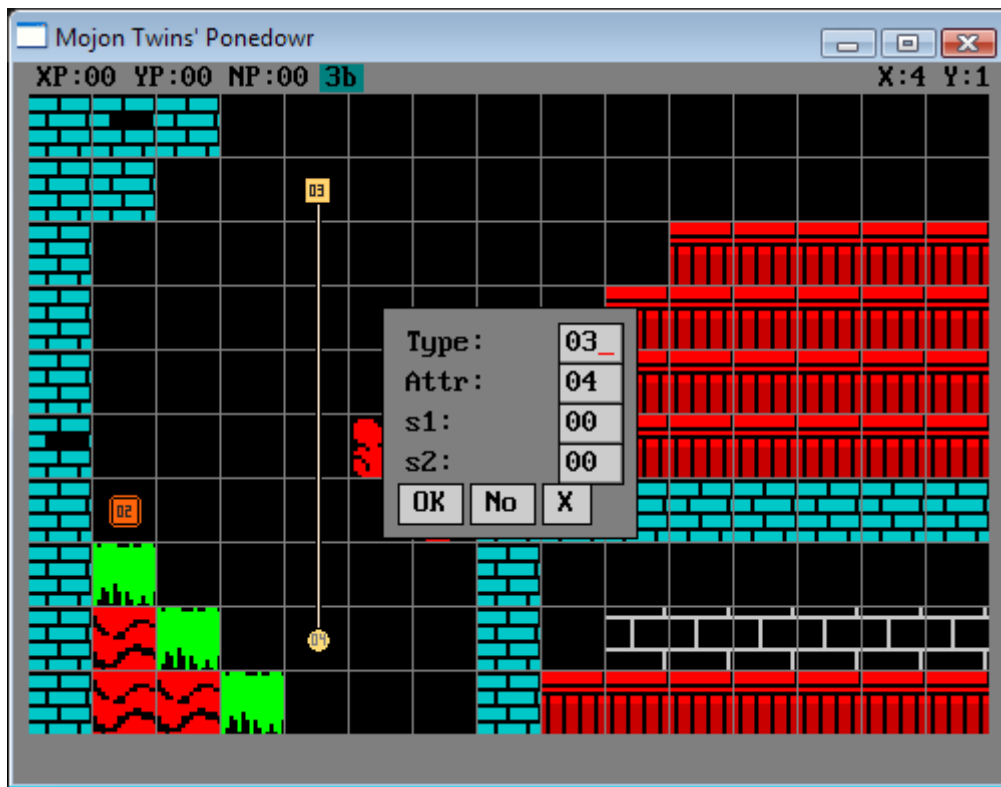 Mojon Twins' Ponedowr
XP:00 YP:00 NP:00 3b X:4 Y:1
03
Type: 03_
Attr: 04
s1: 00
s2: 00
OK No X
02
04